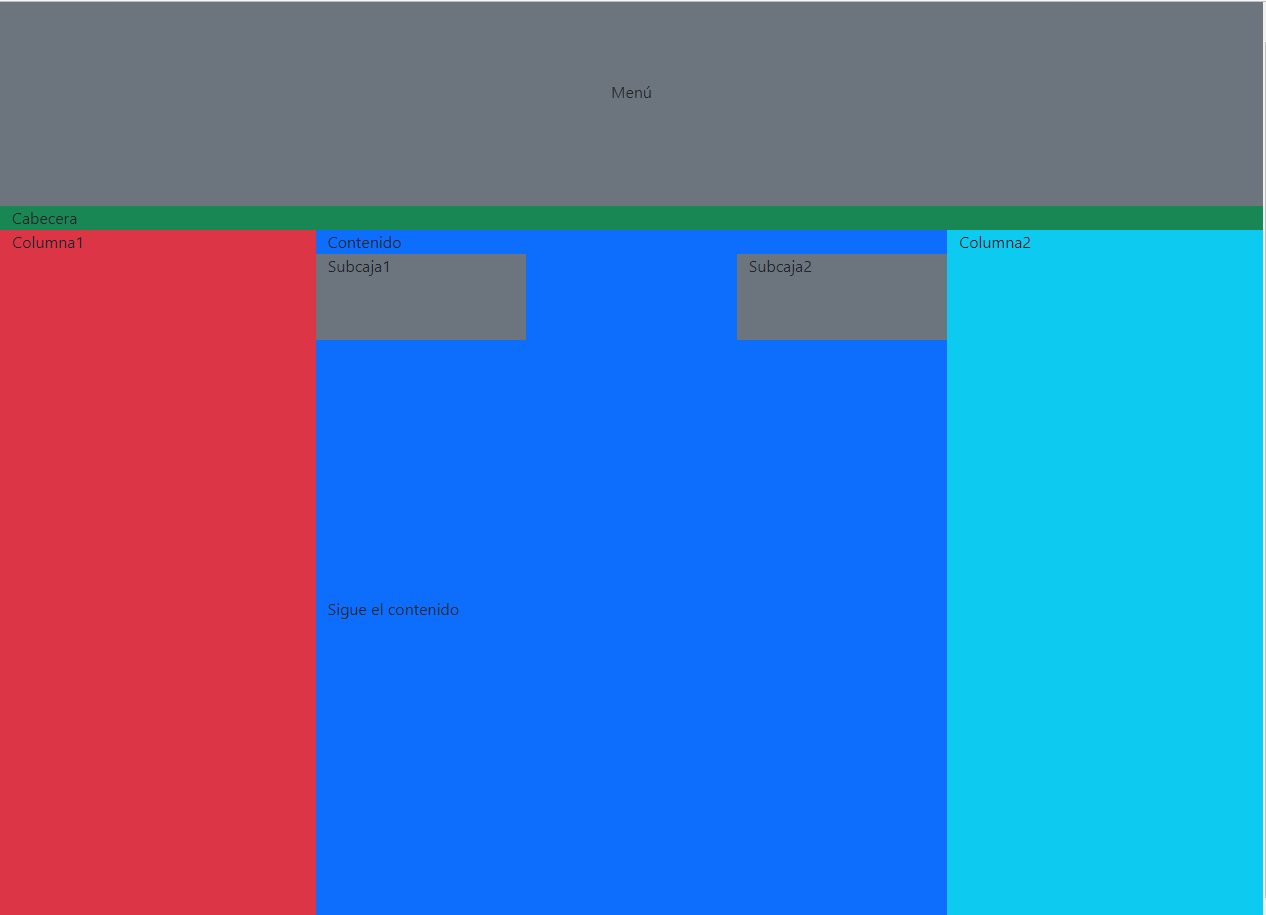 Menú
Cabecera
Columna1
Contenido
Columna2
Subcaja1
Subcaja2
Sigue el contenido